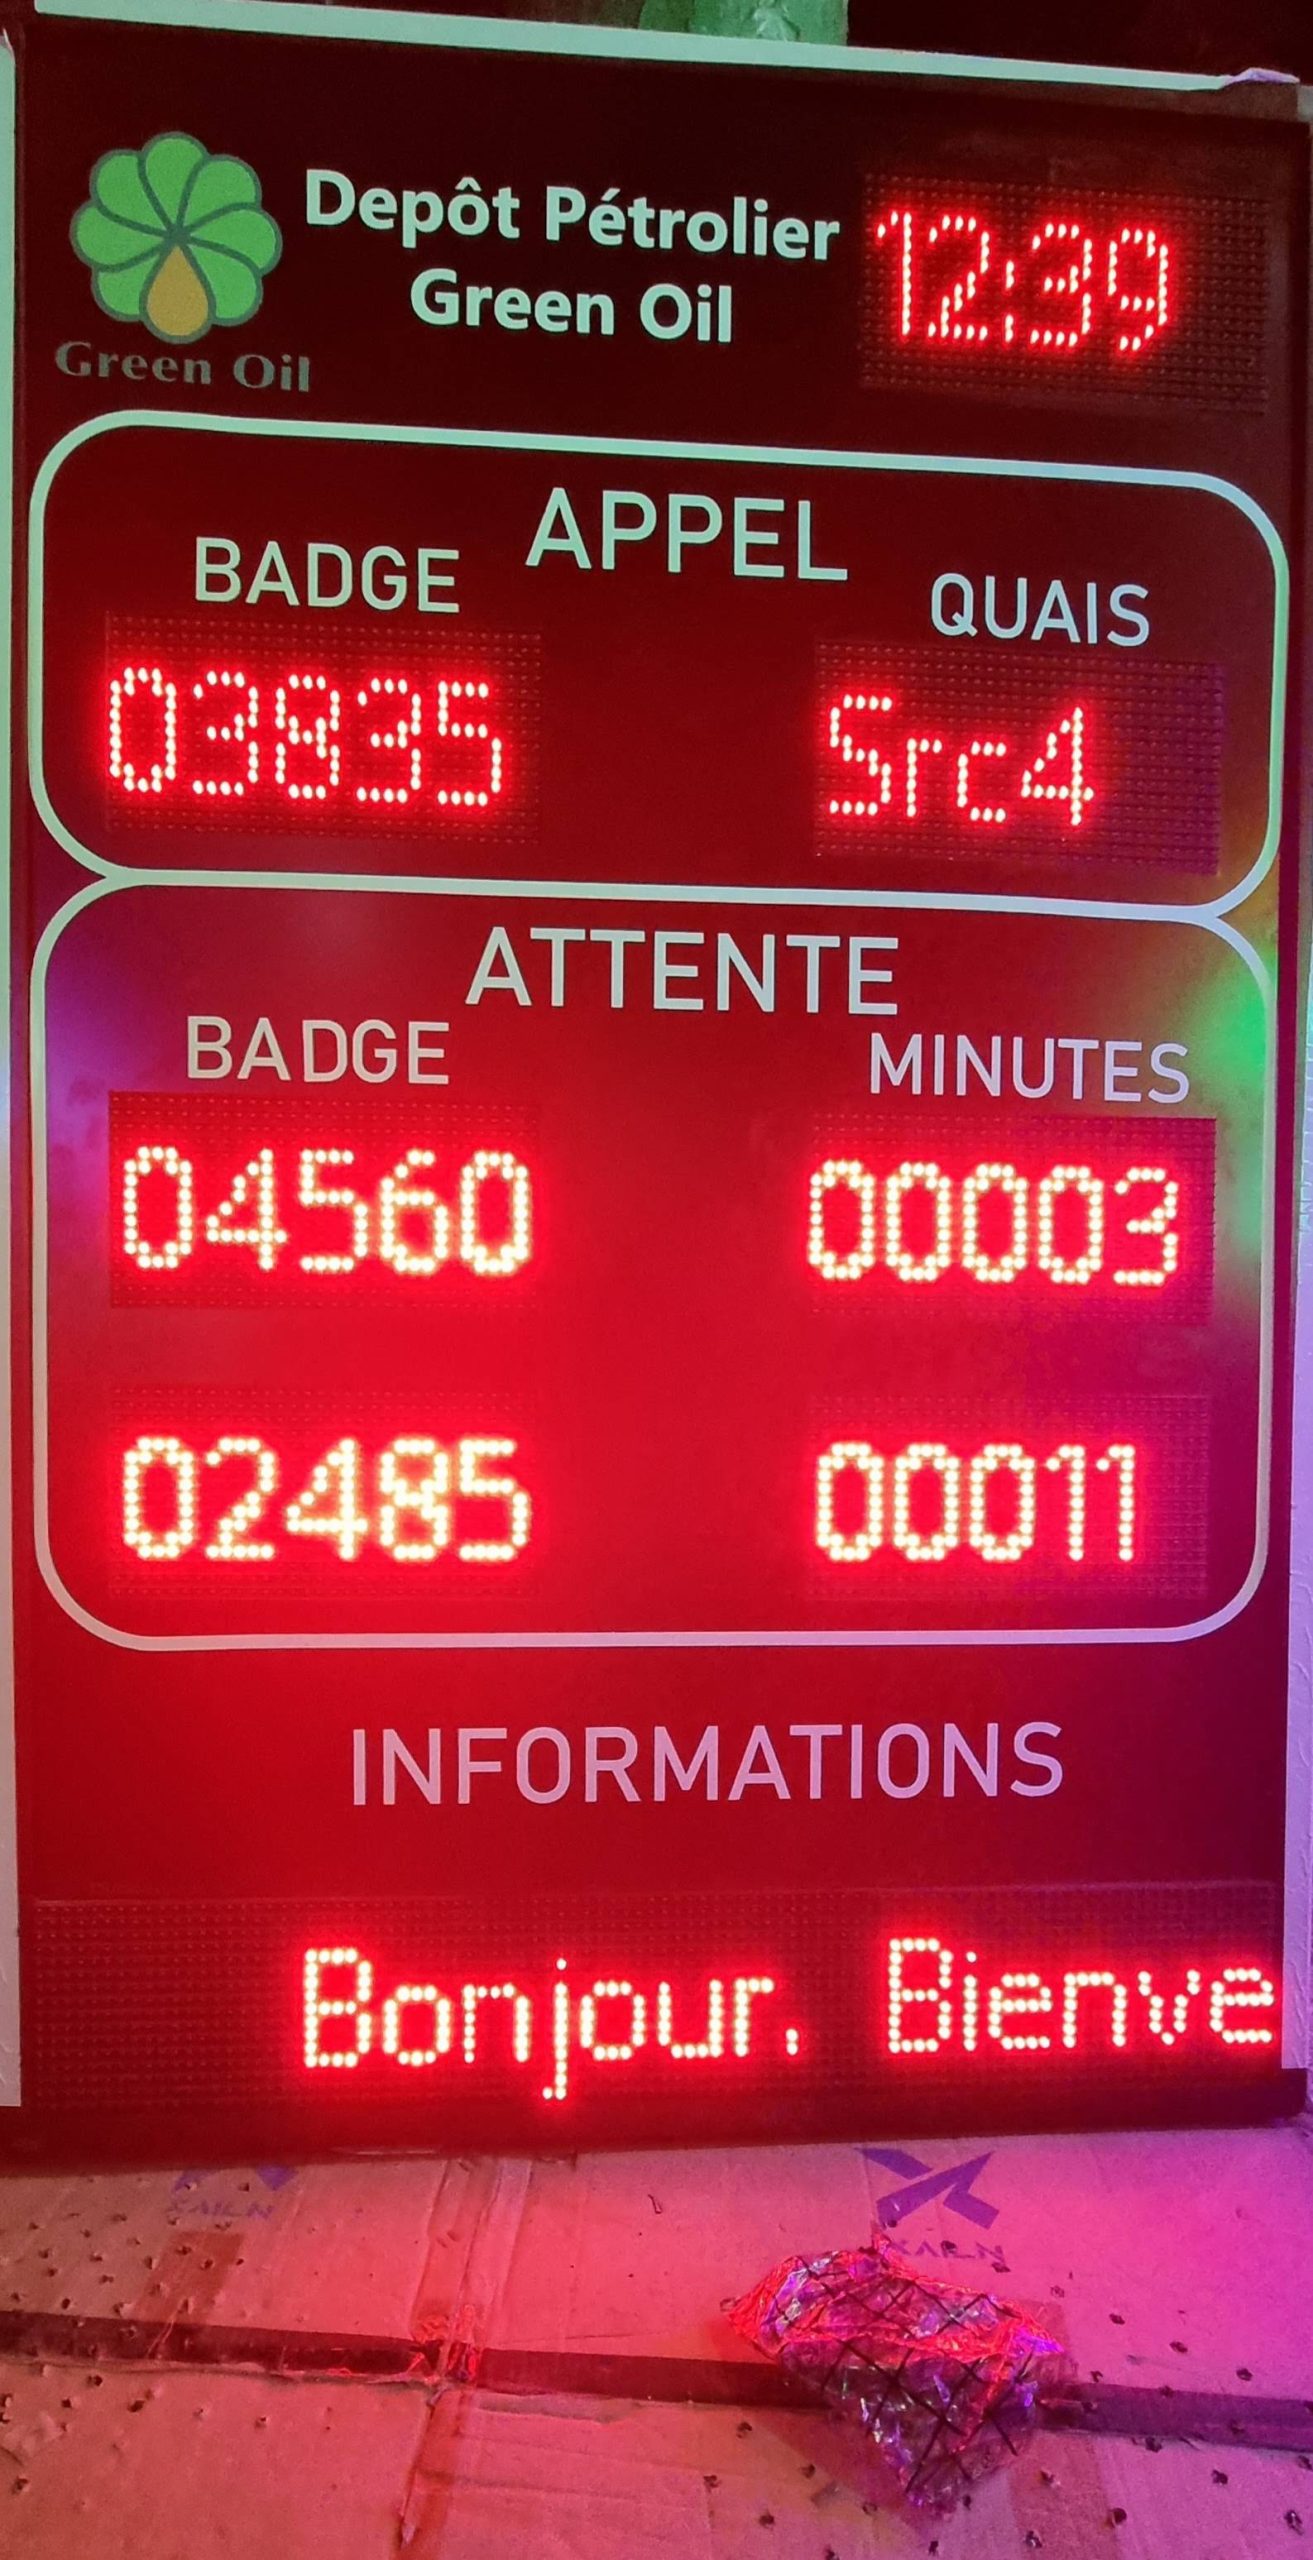 Depôt Pétrolier
Green Oil
12:39
Green Oil
APPEL
BADGE QUAIS
03835 Src4
ATTENTE
BADGE MINUTES
04560 00003
02485 00011
INFORMATIONS
Bonjour, Bienve